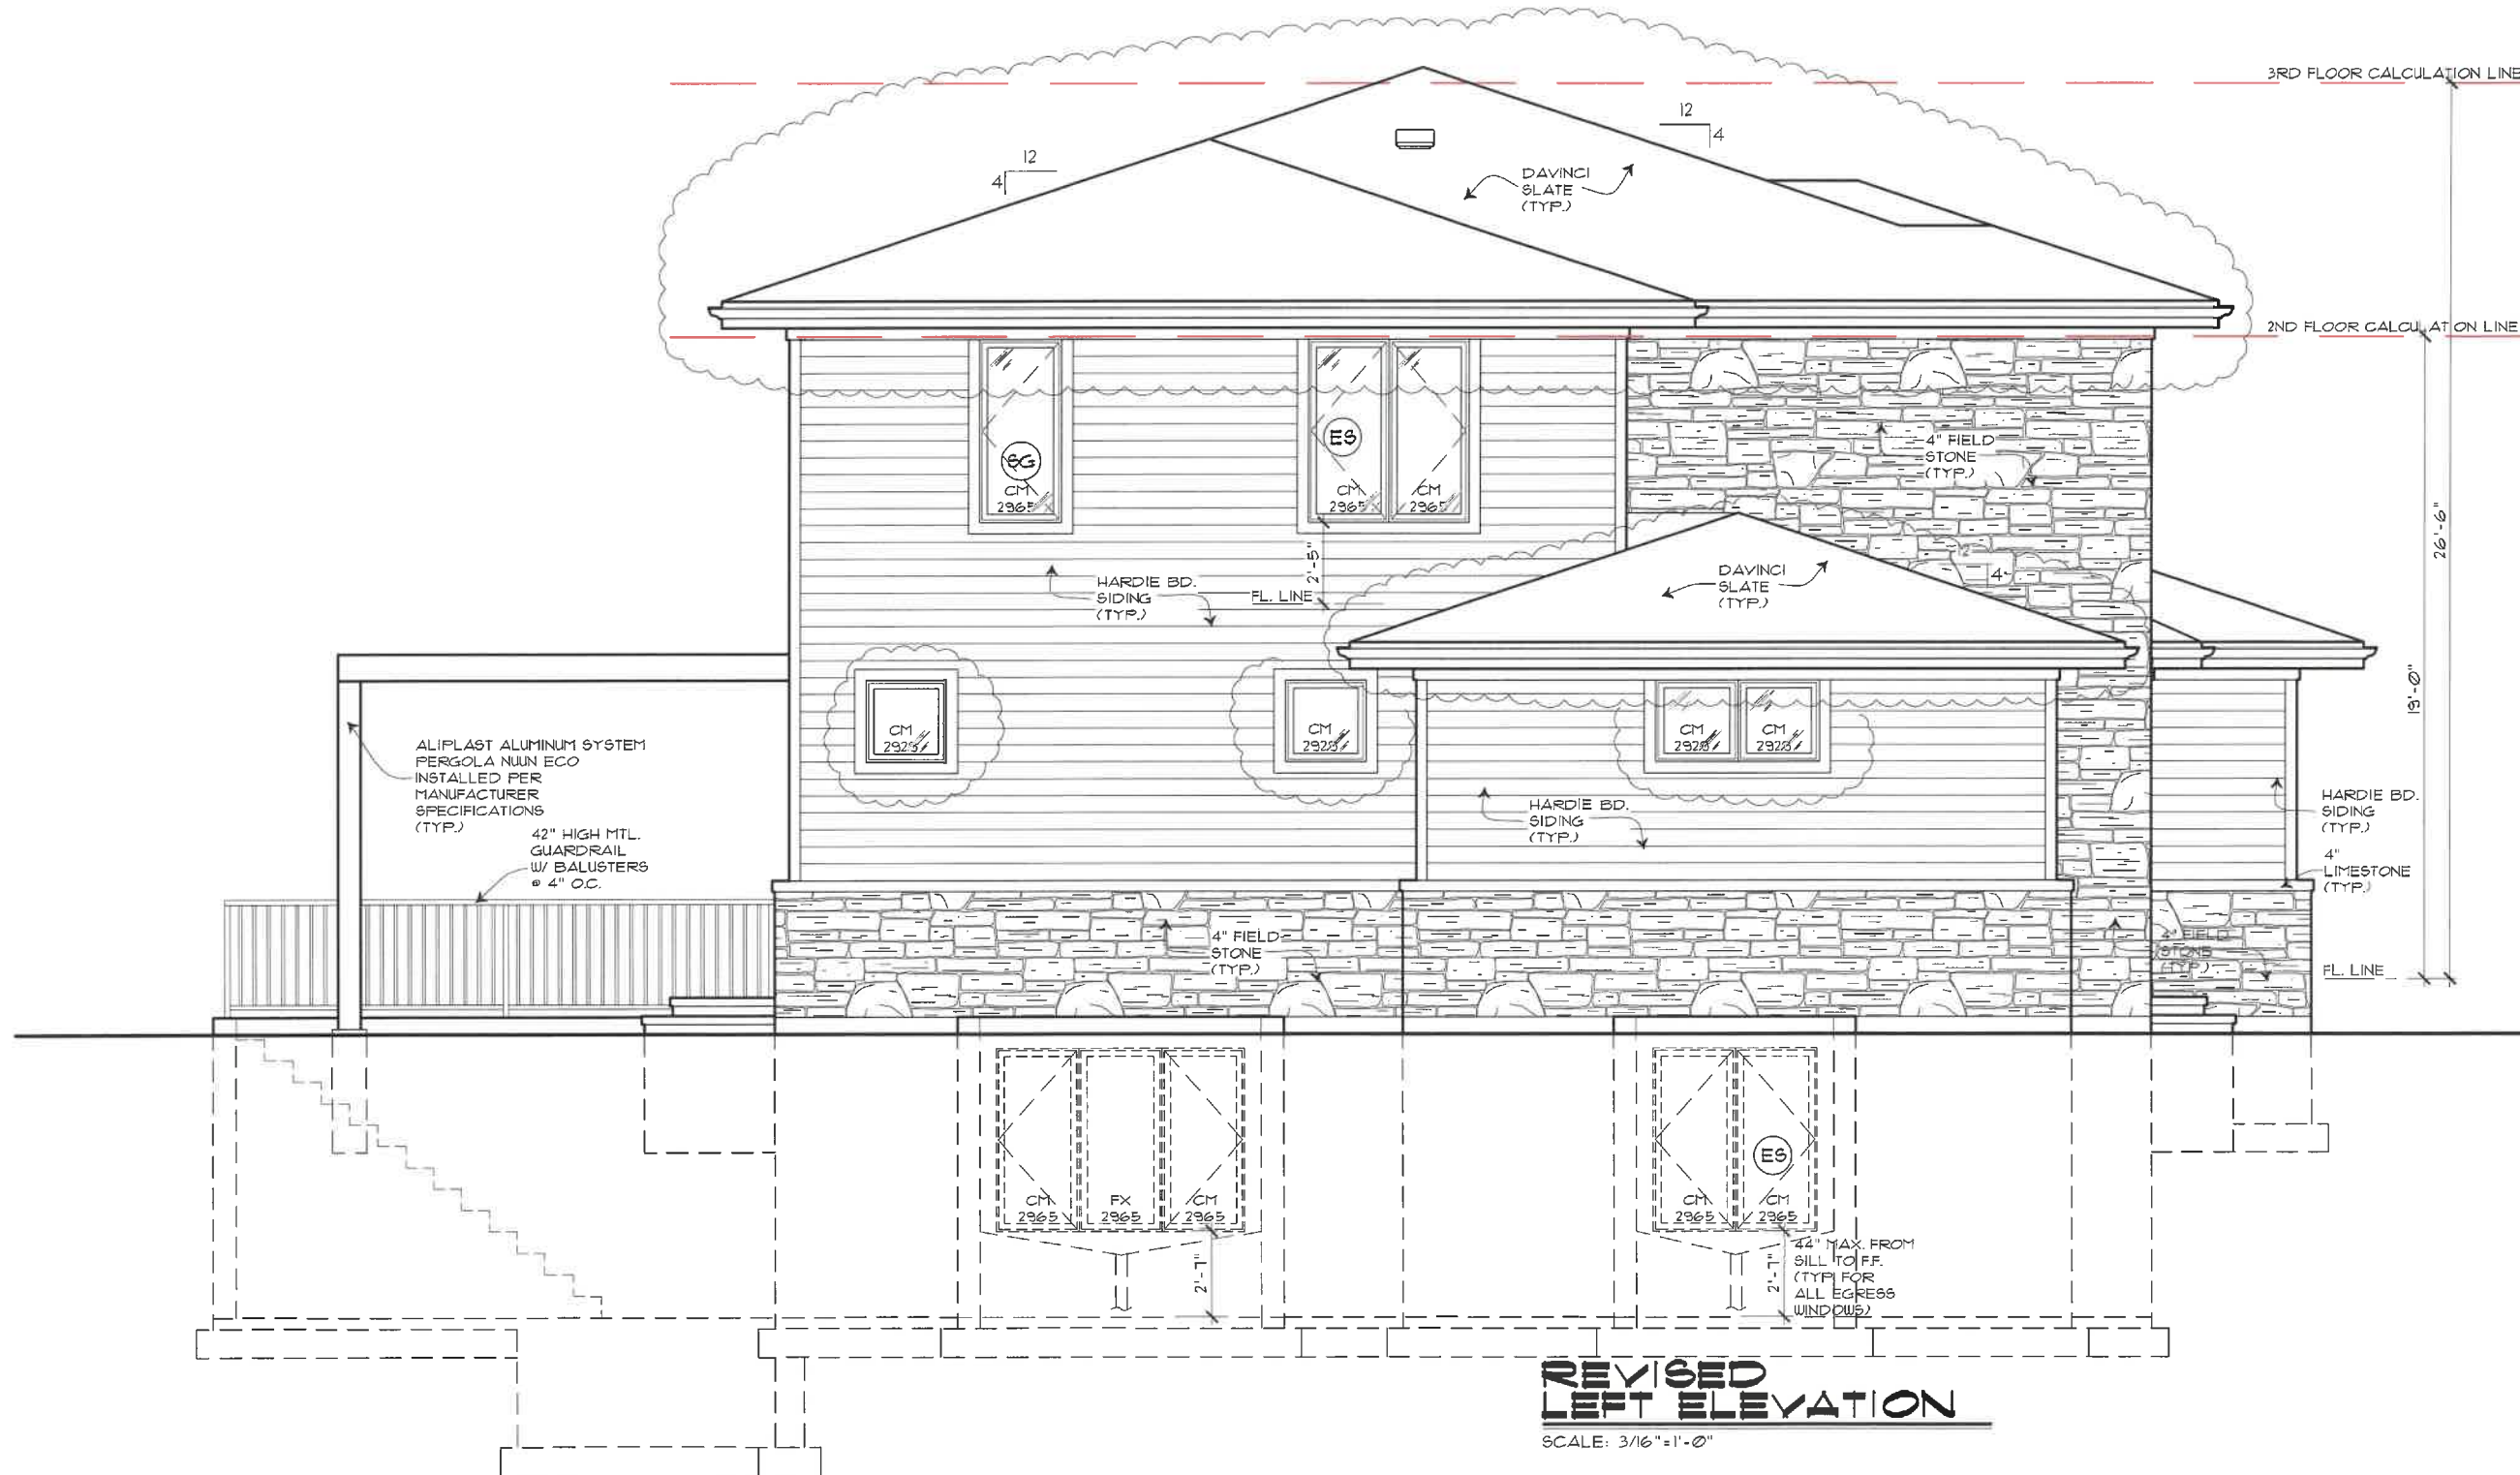 3RD FLOOR CALCULATION LINE
12
4
12
4
DAVINCI
SLATE
(TYP.)
2ND FLOOR CALCULATION LINE
SG
CM
2965
ES
CM
2965
CM
2965
4" FIELD
STONE
(TYP.)
2'-5"
FL. LINE
HARDIE BD.
SIDING
(TYP.)
DAVINCI
SLATE
(TYP.)
12
4
26'-6"
19'-0"
CM
2929
CM
2929
CM
2929
CM
2929
ALIPLAST ALUMINUM SYSTEM
PERGOLA NUUN ECO
INSTALLED PER
MANUFACTURER
SPECIFICATIONS
(TYP.)
42" HIGH MTL.
GUARDRAIL
W/ BALUSTERS
@ 4" O.C.
HARDIE BD.
SIDING
(TYP.)
HARDIE BD.
SIDING
(TYP.)
4"
LIMESTONE
(TYP.)
4" FIELD
STONE
(TYP.)
4" FIELD
STONE
(TYP.)
FL. LINE
CM
2965
FX
2965
CM
2965
CM
2965
ES
CM
2965
2'-7"
2'-7"
44" MAX. FROM
SILL TO F.F.
(TYP. FOR
ALL EGRESS
WINDOWS)
REVISED
LEFT ELEVATION
SCALE: 3/16"=1'-0"